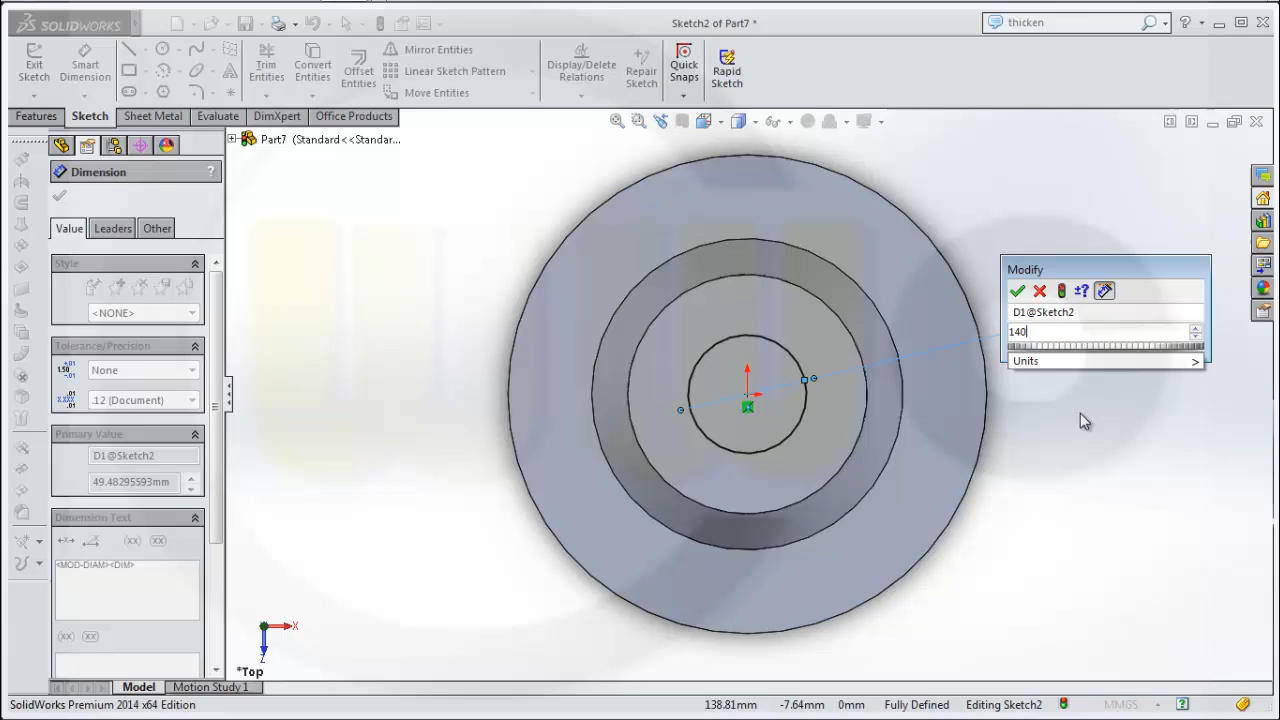 SOLIDWORKS
Sketch2 of Part7 *
thicken
Exit Sketch
Smart Dimension
Trim Entities
Convert Entities
Offset Entities
Mirror Entities
Linear Sketch Pattern
Move Entities
Display/Delete Relations
Repair Sketch
Quick Snaps
Rapid Sketch
Features
Sketch
Sheet Metal
Evaluate
DimXpert
Office Products
Part7 (Standard <<Standar...
Dimension
?
Value
Leaders
Other
Style
<NONE>
Tolerance/Precision
None
.12 (Document)
Primary Value
D1@Sketch2
49.48295593mm
Dimension Text
<MOD-DIAM><DIM>
Modify
D1@Sketch2
140
Units >
X
Z
*Top
Model
Motion Study 1
SolidWorks Premium 2014 x64 Edition
138.81mm
-7.64mm
0mm
Fully Defined
Editing Sketch2
MMGS